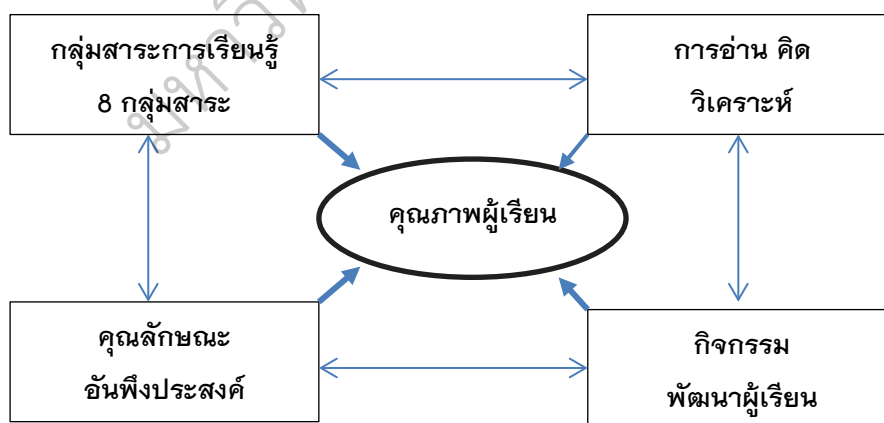 กลุ่มสาระการเรียนรู้
8 กลุ่มสาระ
การอ่าน คิด
วิเคราะห์
คุณภาพผู้เรียน
คุณลักษณะ
อันพึงประสงค์
กิจกรรม
พัฒนาผู้เรียน